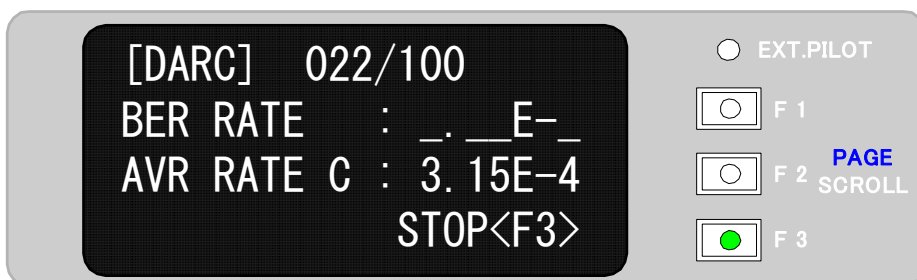 [DARC] 022/100
BER RATE : _.__E-_
AVR RATE C : 3.15E-4
STOP<F3>
EXT.PILOT
F 1
F 2
PAGE
SCROLL
F 3